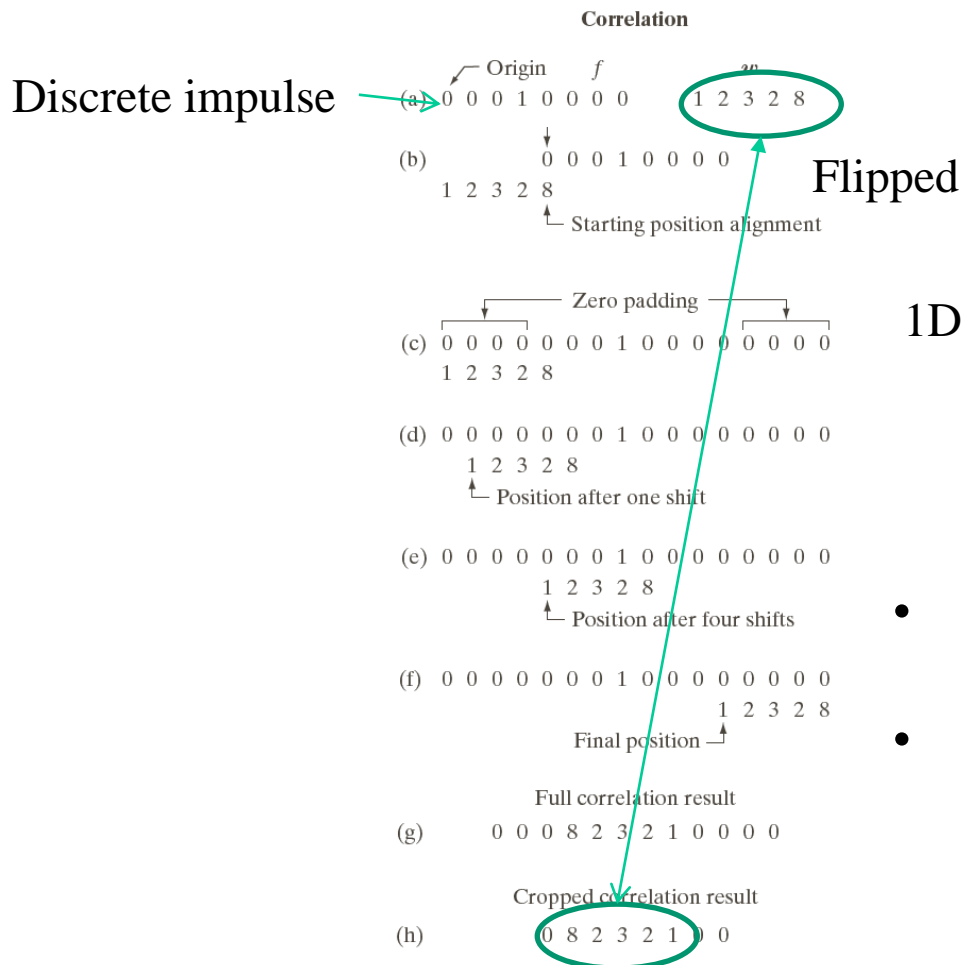 Correlation
Origin f w
Discrete impulse
(a) 0 0 0 1 0 0 0 0 1 2 3 2 8
(b) 0 0 0 1 0 0 0 0
Flipped
1 2 3 2 8
Starting position alignment
Zero padding
1D
(c) 0 0 0 0 0 0 0 1 0 0 0 0 0 0 0 0
1 2 3 2 8
(d) 0 0 0 0 0 0 0 1 0 0 0 0 0 0 0 0
1 2 3 2 8
Position after one shift
(e) 0 0 0 0 0 0 0 1 0 0 0 0 0 0 0 0
1 2 3 2 8
•
Position after four shifts
(f) 0 0 0 0 0 0 0 1 0 0 0 0 0 0 0 0
1 2 3 2 8
•
Final position
Full correlation result
(g) 0 0 0 8 2 3 2 1 0 0 0 0
Cropped correlation result
(h) 0 8 2 3 2 1 0 0